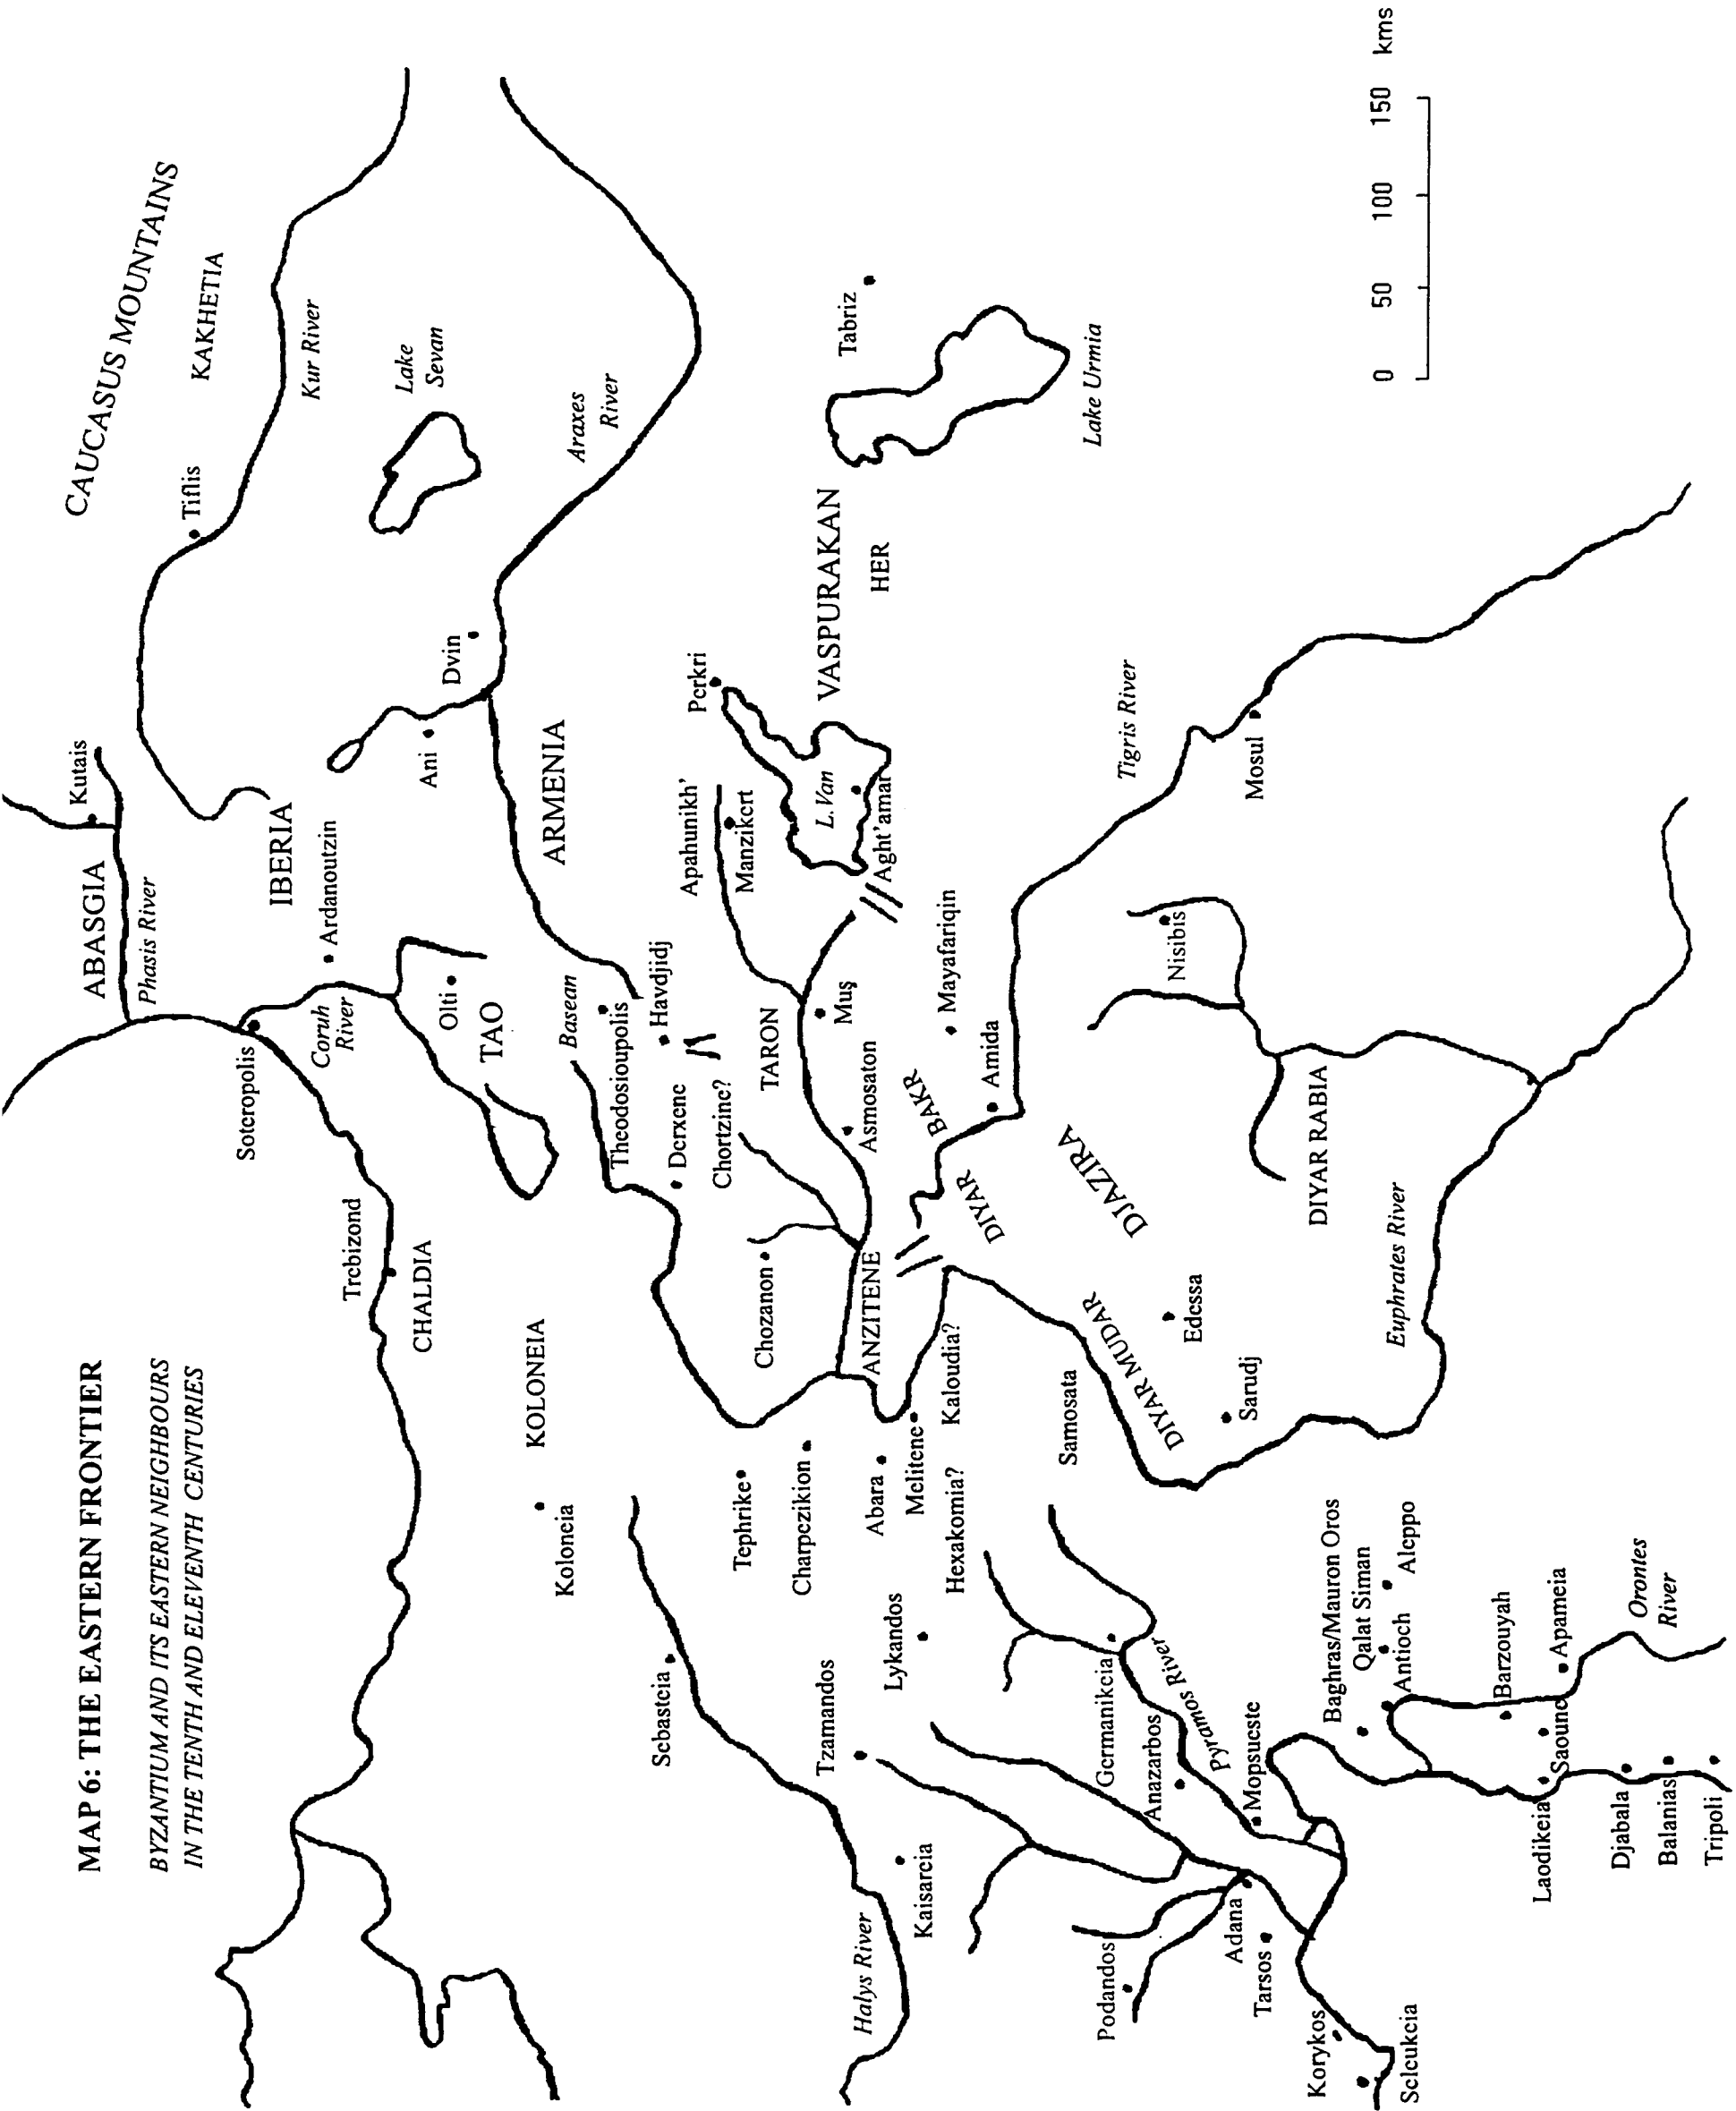 MAP 6: THE EASTERN FRONTIER
BYZANTIUM AND ITS EASTERN NEIGHBOURS
IN THE TENTH AND ELEVENTH CENTURIES
CAUCASUS MOUNTAINS
KAKHETIA
Kutais
ABASGIA
Phasis River
Tiflis
Kur River
IBERIA
Ardanoutzin
Soteropolis
Coruh
River
Lake
Sevan
Trebizond
CHALDIA
Olti
TAO
Ani
Dvin
ARMENIA
Araxes
River
KOLONEIA
Koloneia
Basean
Theodosioupolis
Havdjidj
Derxene
Chortzine?
Sebasteia
Tephrike
Chozanon
TARON
Apahunikh'
Manzikert
Perkri
L. Van
VASPURAKAN
HER
Tabriz
Lake Urmia
Charpezikion
Muş
Aght'amar
Asmosaton
ANZITENE
Tzamandos
Halys River
Kaisareia
Lykandos
Abara
Melitene
Kaloudia?
Hexakomia?
Mayafariqin
Amida
DIYAR BAKR
DJAZIRA
Samosata
DIYAR MUDAR
Edessa
Sarudj
Nisibis
Tigris River
Mosul
DIYAR RABIA
Euphrates River
Germanikeia
Pyramos River
Anazarbos
Mopsueste
Podandos
Adana
Tarsos
Korykos
Seleukeia
Baghras/Mauron Oros
Qalat Siman
Antioch
Aleppo
Barzouyah
Apameia
Saoune
Orontes
River
Laodikeia
Djabala
Balanias
Tripoli
0 50 100 150 kms